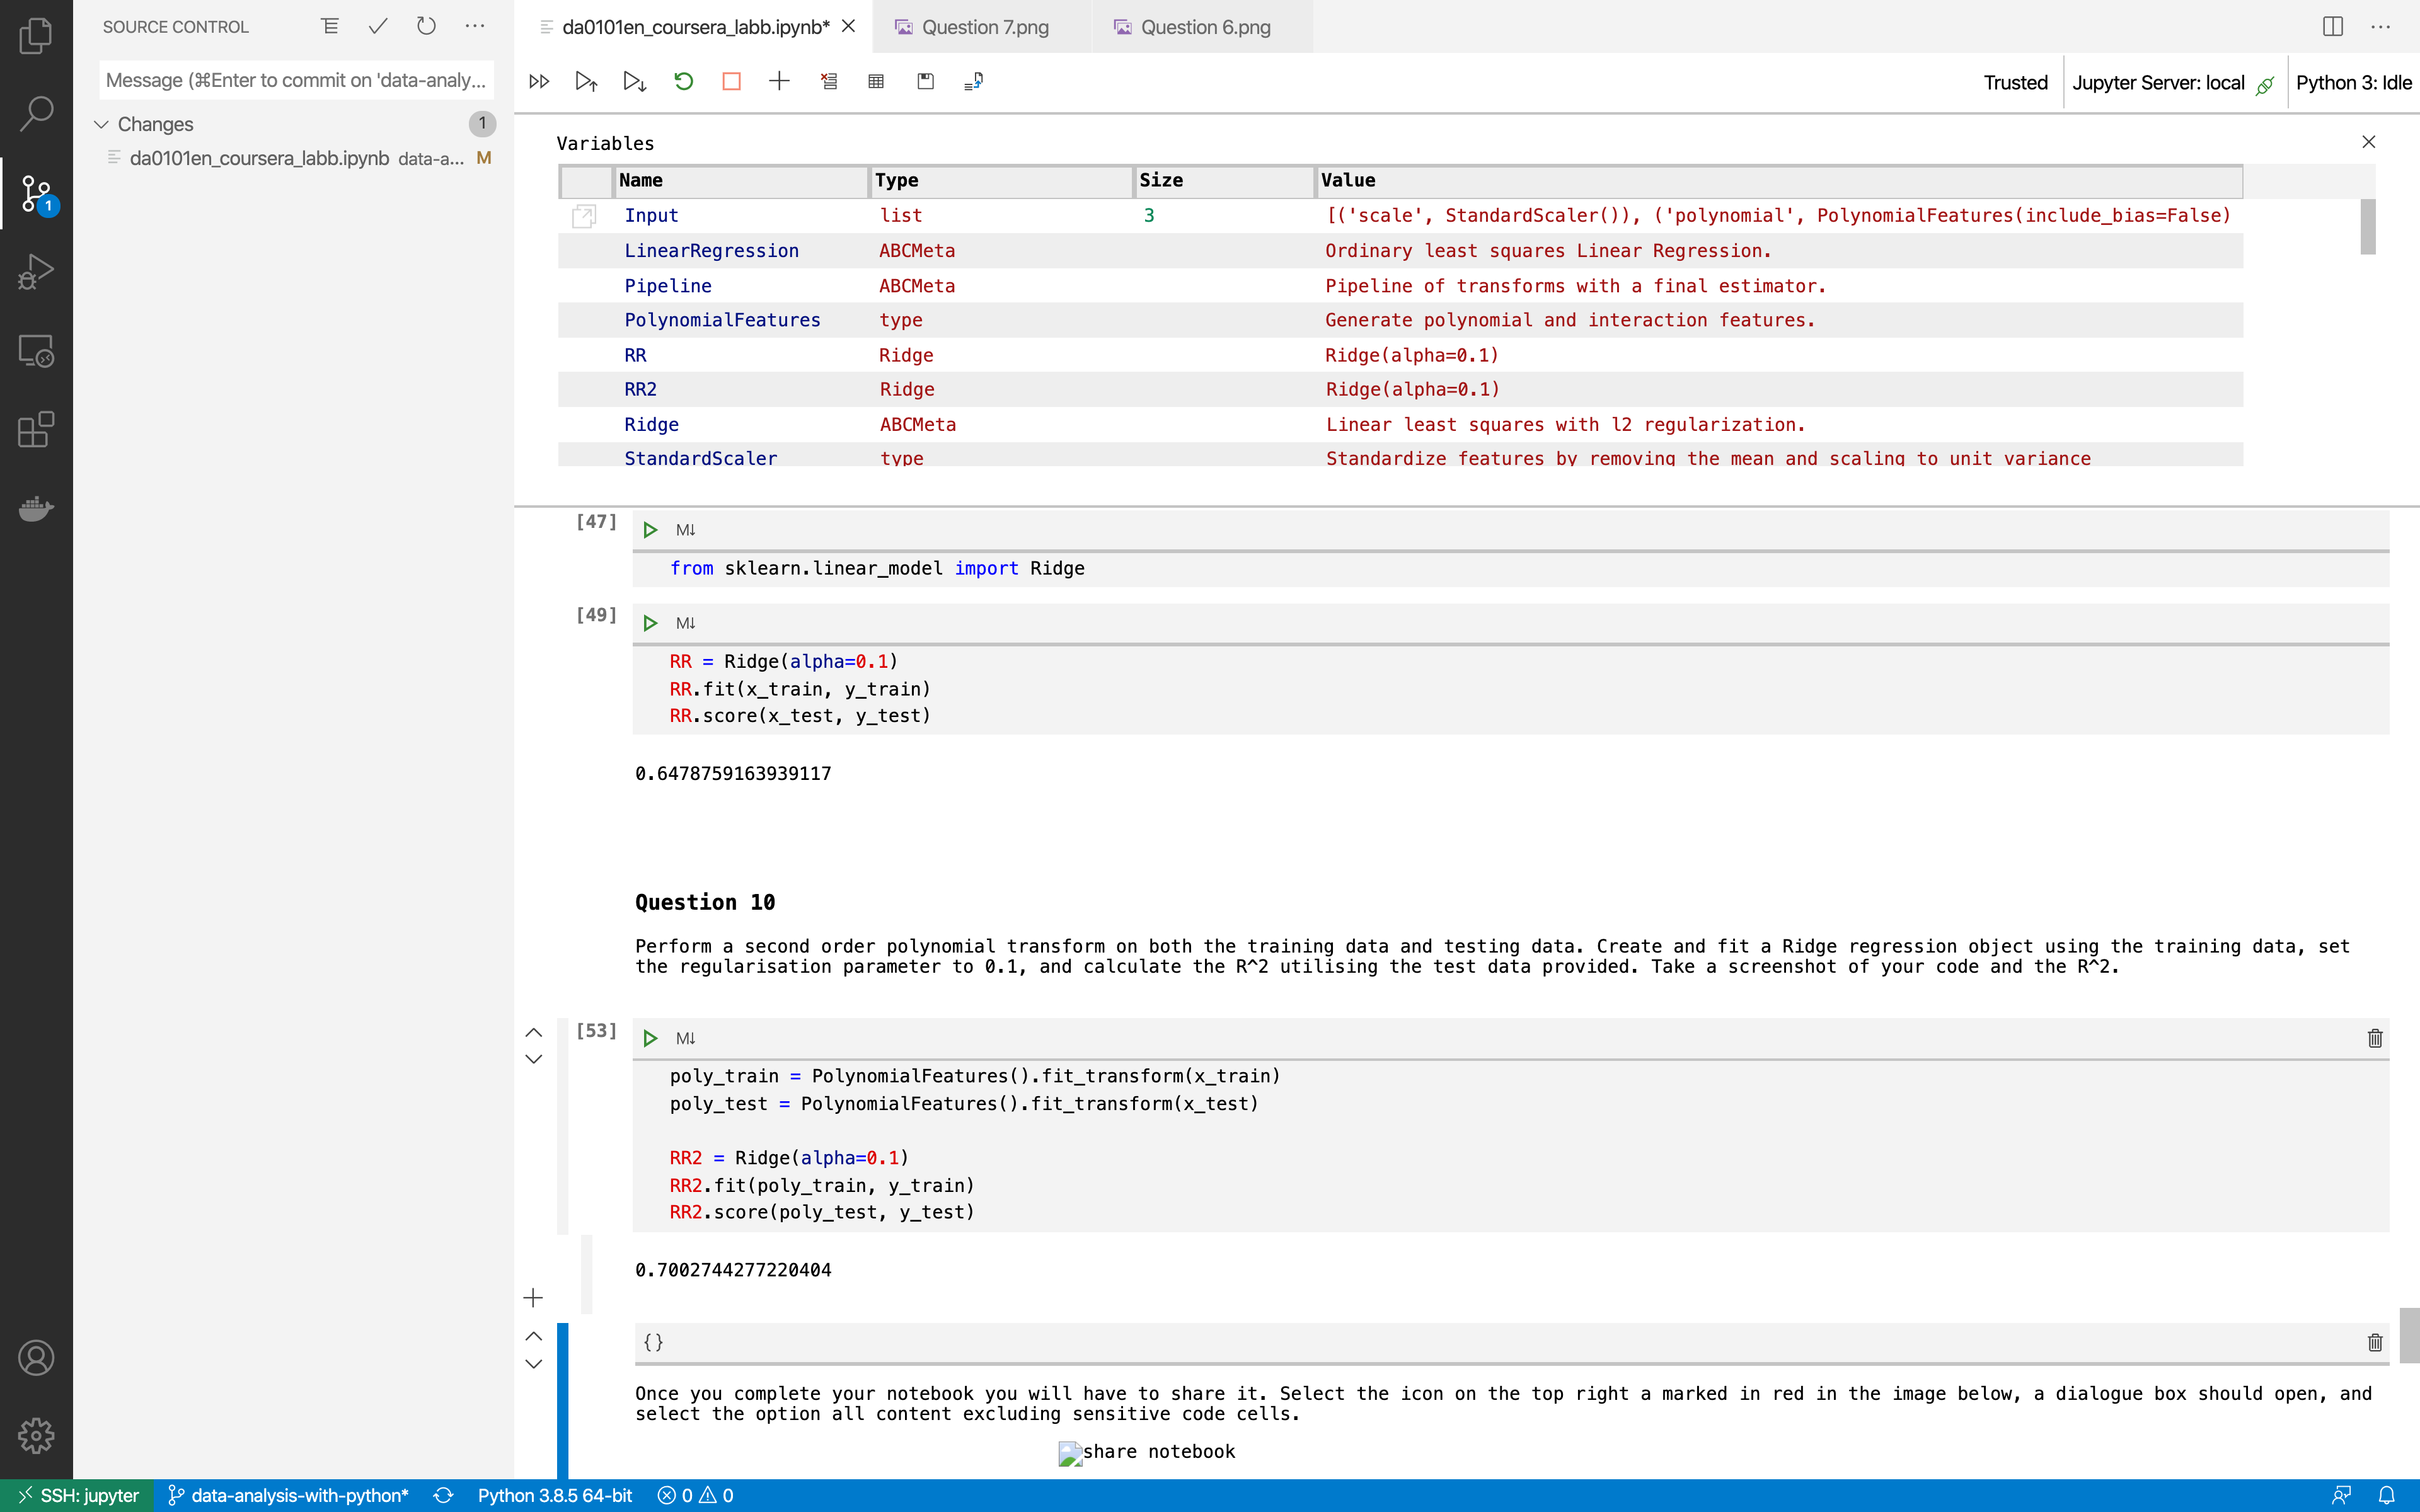 SOURCE CONTROL
Message (⌘Enter to commit on 'data-analy...
Changes 1
da0101en_coursera_labb.ipynb data-a... M
1
da0101en_coursera_labb.ipynb*
Question 7.png
Question 6.png
Trusted
Jupyter Server: local
Python 3: Idle
Variables
Name Type Size Value
Input list 3 [('scale', StandardScaler()), ('polynomial', PolynomialFeatures(include_bias=False)
LinearRegression ABCMeta Ordinary least squares Linear Regression.
Pipeline ABCMeta Pipeline of transforms with a final estimator.
PolynomialFeatures type Generate polynomial and interaction features.
RR Ridge Ridge(alpha=0.1)
RR2 Ridge Ridge(alpha=0.1)
Ridge ABCMeta Linear least squares with l2 regularization.
StandardScaler type Standardize features by removing the mean and scaling to unit variance
[47]
M↓
from sklearn.linear_model import Ridge
[49]
M↓
RR = Ridge(alpha=0.1)
RR.fit(x_train, y_train)
RR.score(x_test, y_test)
0.6478759163939117
Question 10
Perform a second order polynomial transform on both the training data and testing data. Create and fit a Ridge regression object using the training data, set
the regularisation parameter to 0.1, and calculate the R^2 utilising the test data provided. Take a screenshot of your code and the R^2.
[53]
M↓
poly_train = PolynomialFeatures().fit_transform(x_train)
poly_test = PolynomialFeatures().fit_transform(x_test)
RR2 = Ridge(alpha=0.1)
RR2.fit(poly_train, y_train)
RR2.score(poly_test, y_test)
0.7002744277220404
{}
Once you complete your notebook you will have to share it. Select the icon on the top right a marked in red in the image below, a dialogue box should open, and
select the option all content excluding sensitive code cells.
share notebook
SSH: jupyter data-analysis-with-python* Python 3.8.5 64-bit 0 0